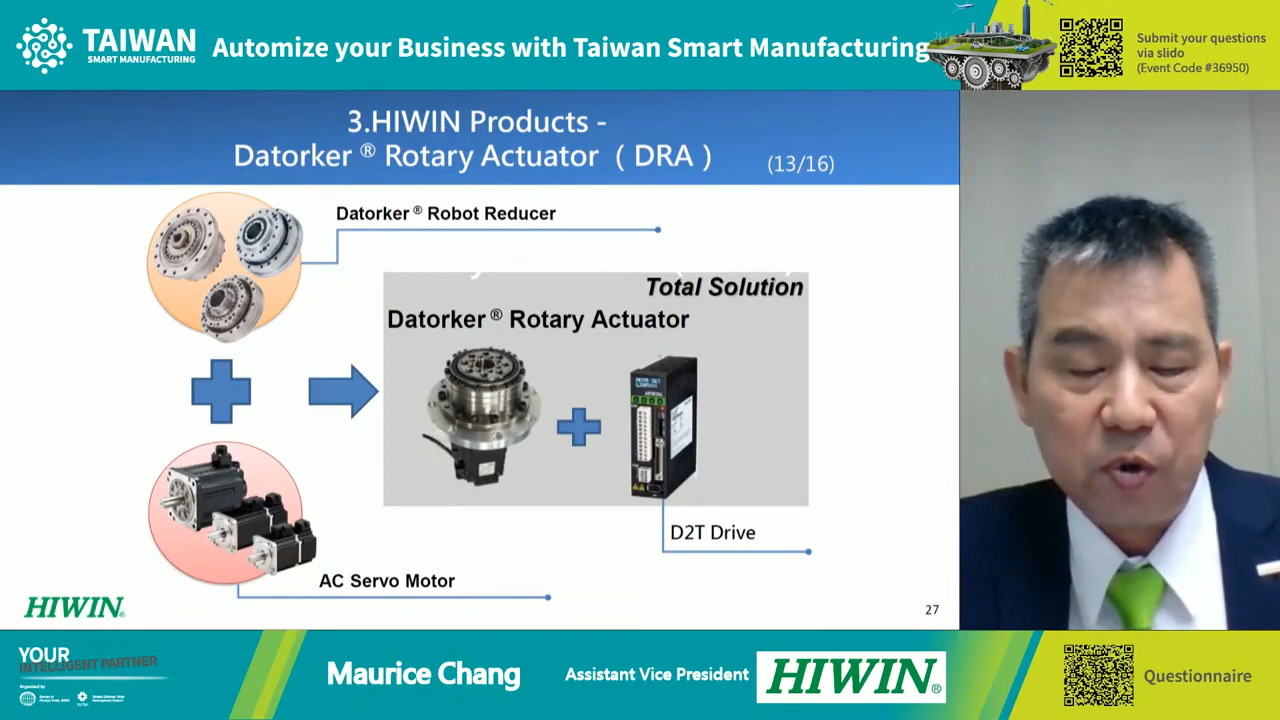 TAIWAN
SMART MANUFACTURING
Automize your Business with Taiwan Smart Manufacturing
Submit your questions
via slido
(Event Code #36950)
3.HIWIN Products -
Datorker ® Rotary Actuator ( DRA )
(13/16)
Datorker ® Robot Reducer
Total Solution
Datorker ® Rotary Actuator
D2T Drive
AC Servo Motor
HIWIN®
27
YOUR
INTELLIGENT PARTNER
Organized by
Maurice Chang
Assistant Vice President
HIWIN®
Questionnaire